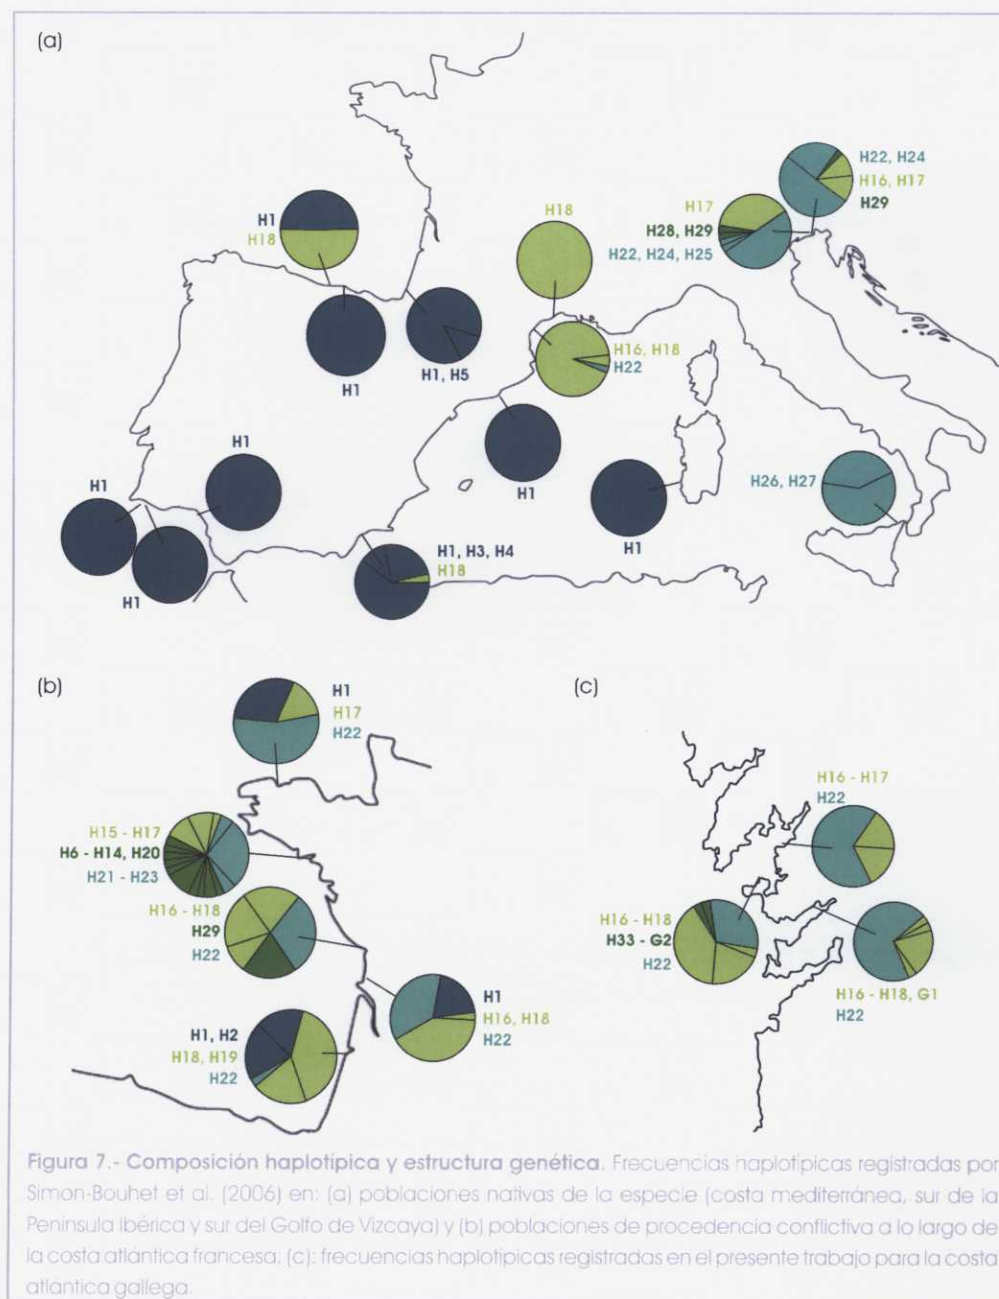 (a)
H22, H24
H16, H17
H29
H17
H28, H29
H22, H24, H25
H18
H1
H18
H16, H18
H22
H1, H5
H1
H1
H1
H1
H26, H27
H1
H1
H1, H3, H4
H18
(b)
H1
H17
H22
H15 - H17
H6 - H14, H20
H21 - H23
H16 - H18
H29
H22
H1
H16, H18
H22
H1, H2
H18, H19
H22
(c)
H16 - H17
H22
H16 - H18
H33 - G2
H22
H16 - H18, G1
H22
Figura 7.- Composición haplotípica y estructura genética. Frecuencias haplotípicas registradas por
Simon-Bouhet et al. (2006) en: (a) poblaciones nativas de la especie (costa mediterránea, sur de la
Península Ibérica y sur del Golfo de Vizcaya) y (b) poblaciones de procedencia conflictiva a lo largo de
la costa atlántica francesa; (c): frecuencias haplotípicas registradas en el presente trabajo para la costa
atlántica gallega.